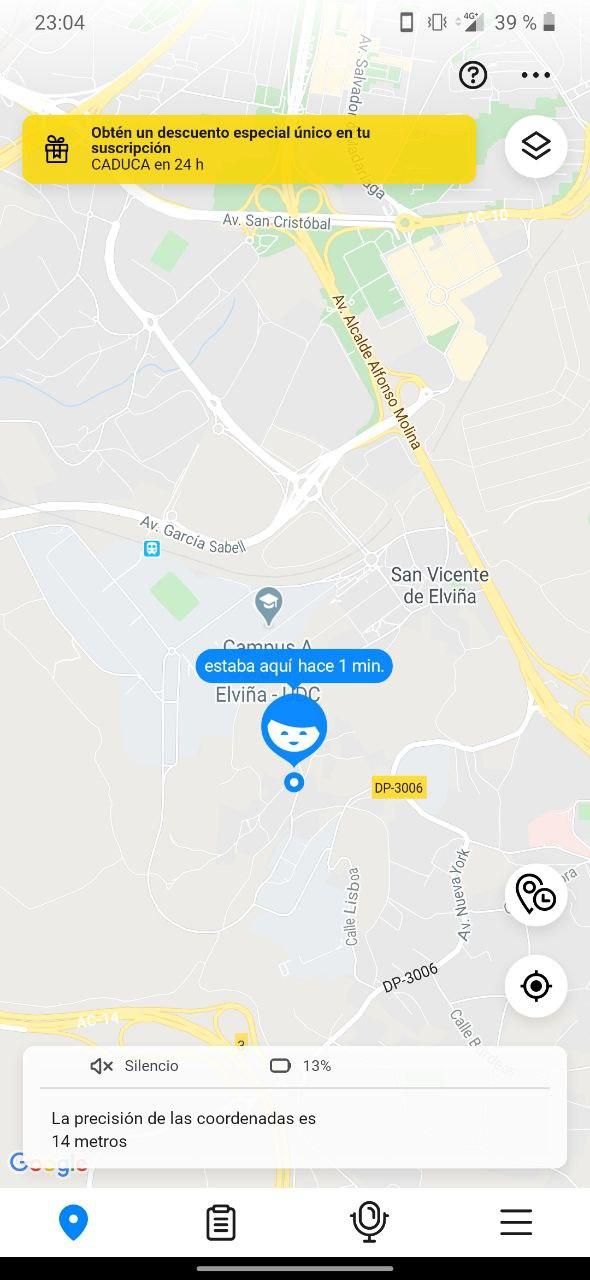 23:04
4G+
39 %
Obtén un descuento especial único en tu
suscripción
CADUCA en 24 h
Av. Salvador
Madariaga
Av. San Cristóbal
AC-10
Av. Alcalde Alfonso Molina
Av. García Sabell
San Vicente
de Elviña
Campus A
estaba aquí hace 1 min.
Elviña - UDC
DP-3006
Calle Lisboa
Av. Nueva York
DP-3006
AC-14
3
Silencio
13%
La precisión de las coordenadas es
14 metros
Google